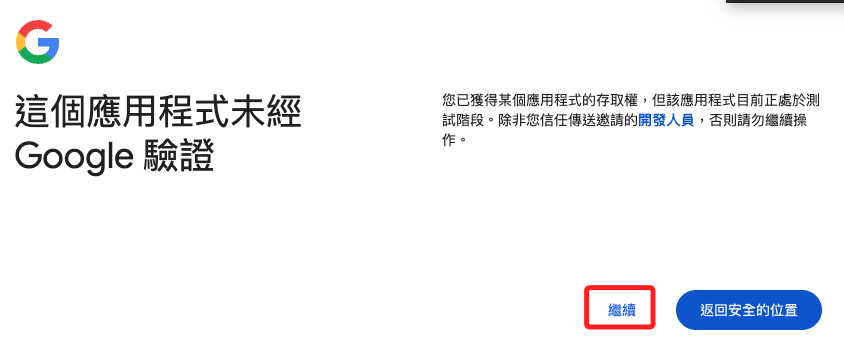 這個應用程式未經
Google 驗證
您已獲得某個應用程式的存取權，但該應用程式目前正處於測
試階段。除非您信任傳送邀請的開發人員，否則請勿繼續操
作。
繼續
返回安全的位置